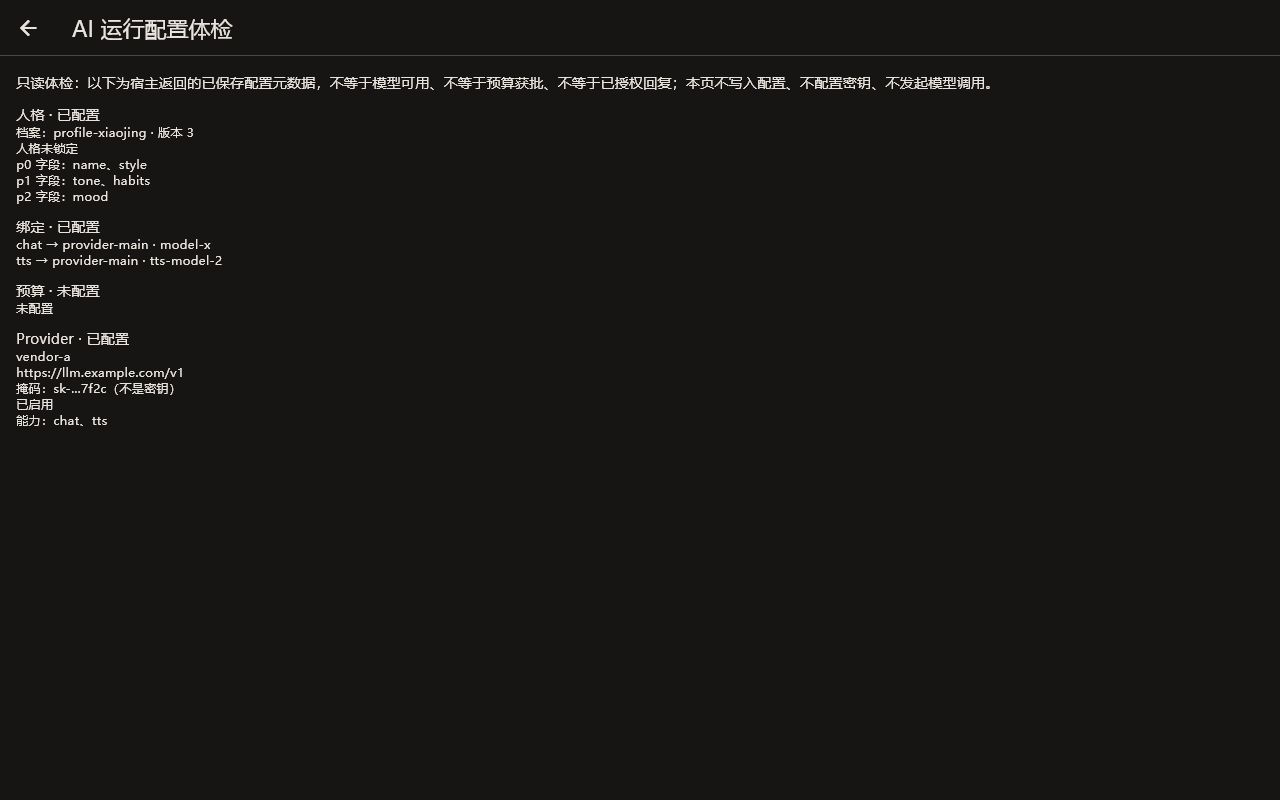 AI 运行配置体检
只读体检：以下为宿主返回的已保存配置元数据，不等于模型可用、不等于预算获批、不等于已授权回复；本页不写入配置、不配置密钥、不发起模型调用。
人格 · 已配置
档案：profile-xiaojing · 版本 3
人格未锁定
p0 字段：name、style
p1 字段：tone、habits
p2 字段：mood
绑定 · 已配置
chat → provider-main · model-x
tts → provider-main · tts-model-2
预算 · 未配置
未配置
Provider · 已配置
vendor-a
https://llm.example.com/v1
掩码：sk-…7f2c（不是密钥）
已启用
能力：chat、tts